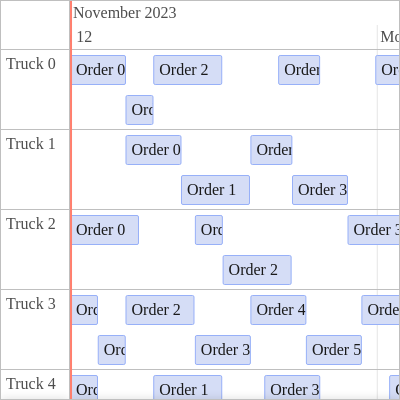 November 2023
12 Mo
Truck 0 Order 0 Order 2 Order Or
Ord
Truck 1 Order 0 Order
Order 1 Order 3
Truck 2 Order 0 Ord Order 3
Order 2
Truck 3 Ord Order 2 Order 4 Orde
Ord Order 3 Order 5
Truck 4 Ord Order 1 Order 3